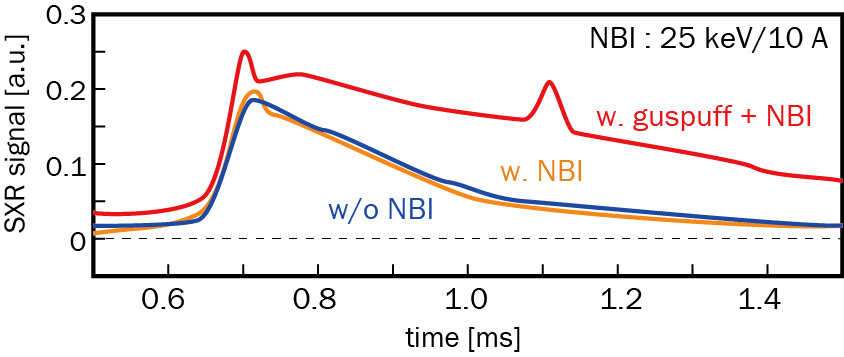 0.3
NBI : 25 keV/10 A
SXR signal [a.u.]
0.2
w. guspuff + NBI
0.1
w. NBI
w/o NBI
0
0.6 0.8 1.0 1.2 1.4
time [ms]